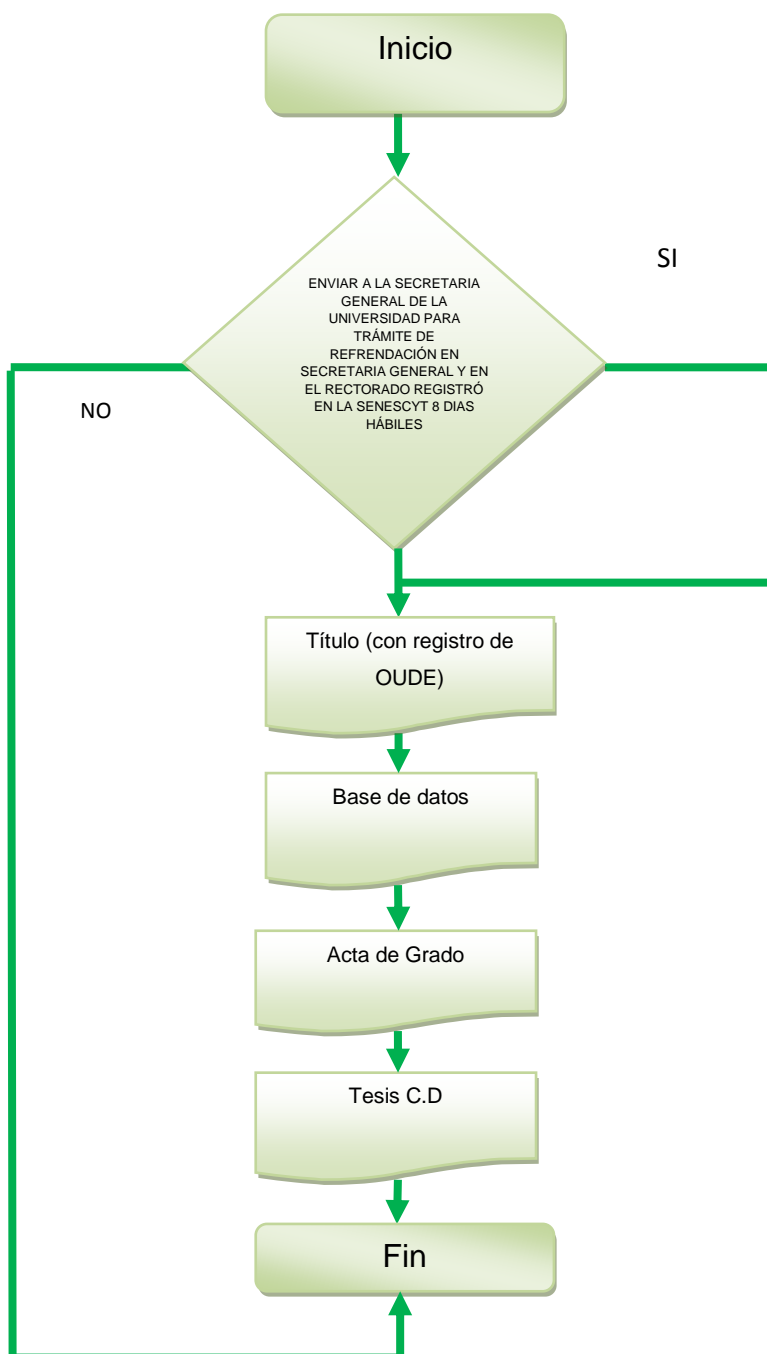 Inicio
SI
ENVIAR A LA SECRETARIA
GENERAL DE LA
UNIVERSIDAD PARA
TRÁMITE DE
REFRENDACIÓN EN
SECRETARIA GENERAL Y EN
EL RECTORADO REGISTRÓ
EN LA SENESCYT 8 DIAS
HÁBILES
NO
Título (con registro de
OUDE)
Base de datos
Acta de Grado
Tesis C.D
Fin